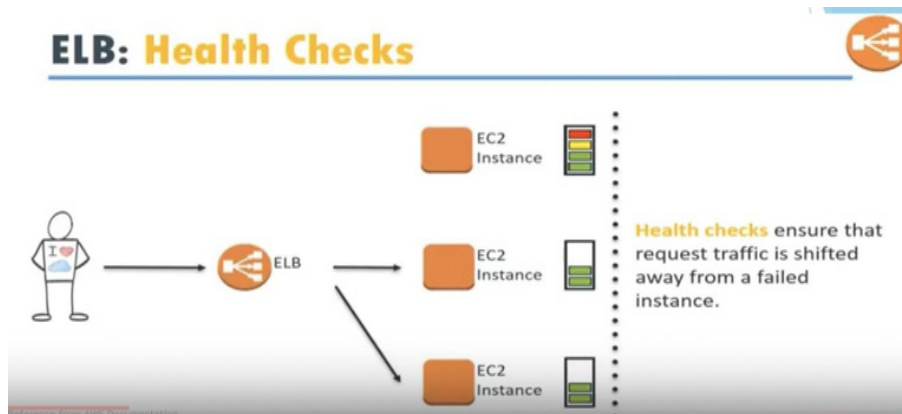 ELB: Health Checks
EC2
Instance
I
ELB
EC2
Instance
Health checks ensure that
request traffic is shifted
away from a failed
instance.
EC2
Instance